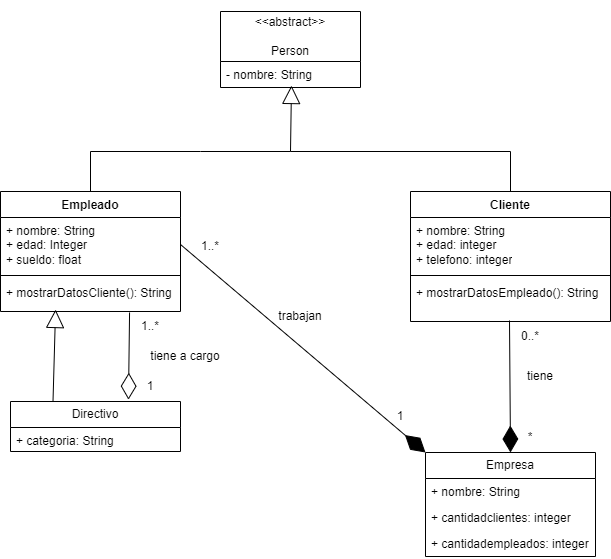 <<abstract>>
Person
- nombre: String
Empleado
+ nombre: String
+ edad: Integer
+ sueldo: float
+ mostrarDatosCliente(): String
Cliente
+ nombre: String
+ edad: integer
+ telefono: integer
+ mostrarDatosEmpleado(): String
1..*
trabajan
1
1..*
tiene a cargo
1
0..*
tiene
*
Directivo
+ categoria: String
Empresa
+ nombre: String
+ cantidadclientes: integer
+ cantidadempleados: integer